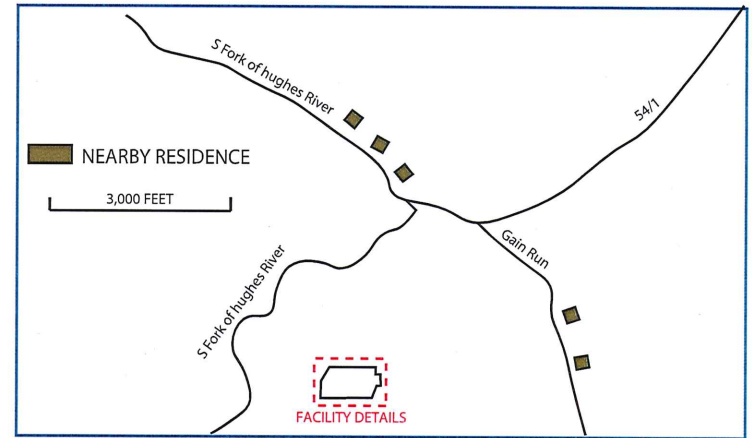 S Fork of hughes River
54/1
NEARBY RESIDENCE
3,000 FEET
Gain Run
S Fork of hughes River
FACILITY DETAILS